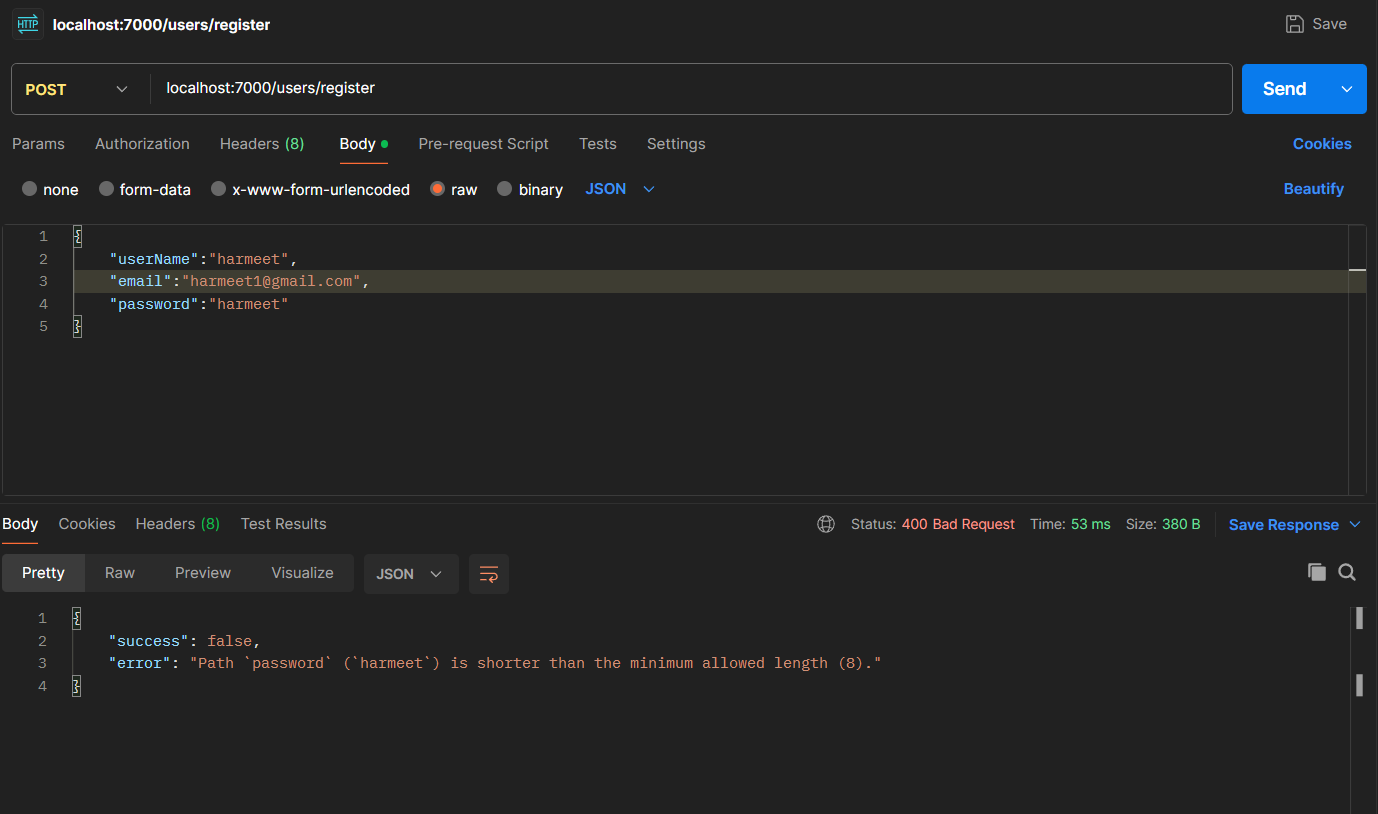 HTTP localhost:7000/users/register Save
POST localhost:7000/users/register Send
Params Authorization Headers (8) Body Pre-request Script Tests Settings Cookies
none form-data x-www-form-urlencoded raw binary JSON Beautify
1 {
2 "userName":"harmeet",
3 "email":"harmeet1@gmail.com",
4 "password":"harmeet"
5 }
Body Cookies Headers (8) Test Results Status: 400 Bad Request Time: 53 ms Size: 380 B Save Response
Pretty Raw Preview Visualize JSON
1 {
2 "success": false,
3 "error": "Path `password` (`harmeet`) is shorter than the minimum allowed length (8)."
4 }